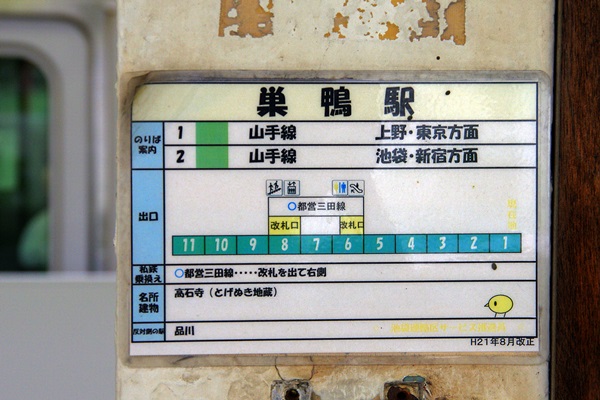 巣鴨駅
のりば案内
1 山手線 上野・東京方面
2 山手線 池袋・新宿方面
出口
○都営三田線
改札口 改札口
11 10 9 8 7 6 5 4 3 2 1
私鉄乗換え ○都営三田線・・・・・改札を出て右側
名所建物 高石寺（とげぬき地蔵）
反対側の駅 品川
H21年8月改正